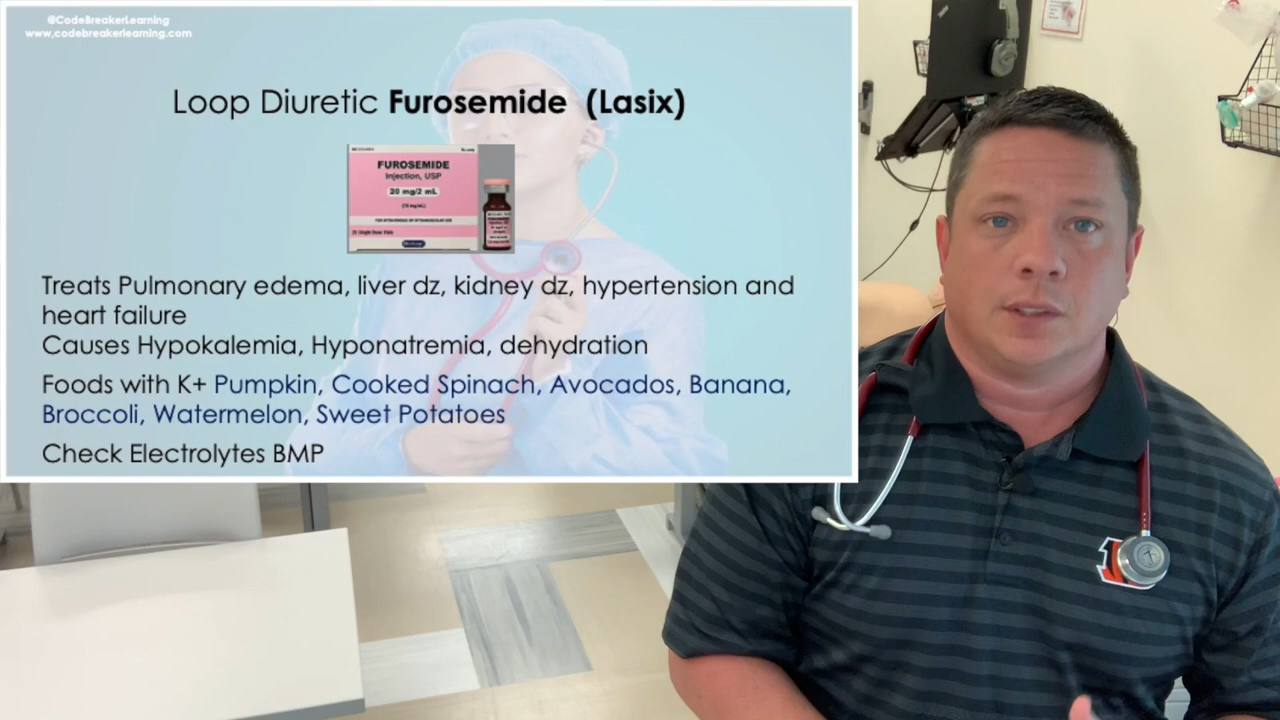 @CodeBreakerLearning
www.codebreakerlearning.com
Loop Diuretic Furosemide (Lasix)
FUROSEMIDE
Injection, USP
20 mg/2 mL
Treats Pulmonary edema, liver dz, kidney dz, hypertension and
heart failure
Causes Hypokalemia, Hyponatremia, dehydration
Foods with K+ Pumpkin, Cooked Spinach, Avocados, Banana,
Broccoli, Watermelon, Sweet Potatoes
Check Electrolytes BMP